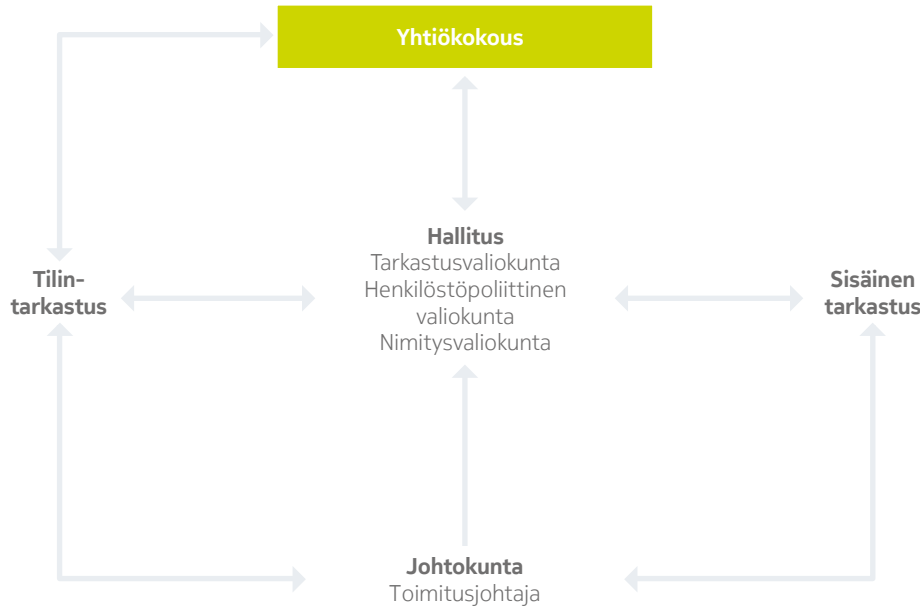 Yhtiökokous
Hallitus
Tarkastusvaliokunta
Henkilöstöpoliittinen
valiokunta
Nimitysvaliokunta
Tilin-
tarkastus
Sisäinen
tarkastus
Johtokunta
Toimitusjohtaja